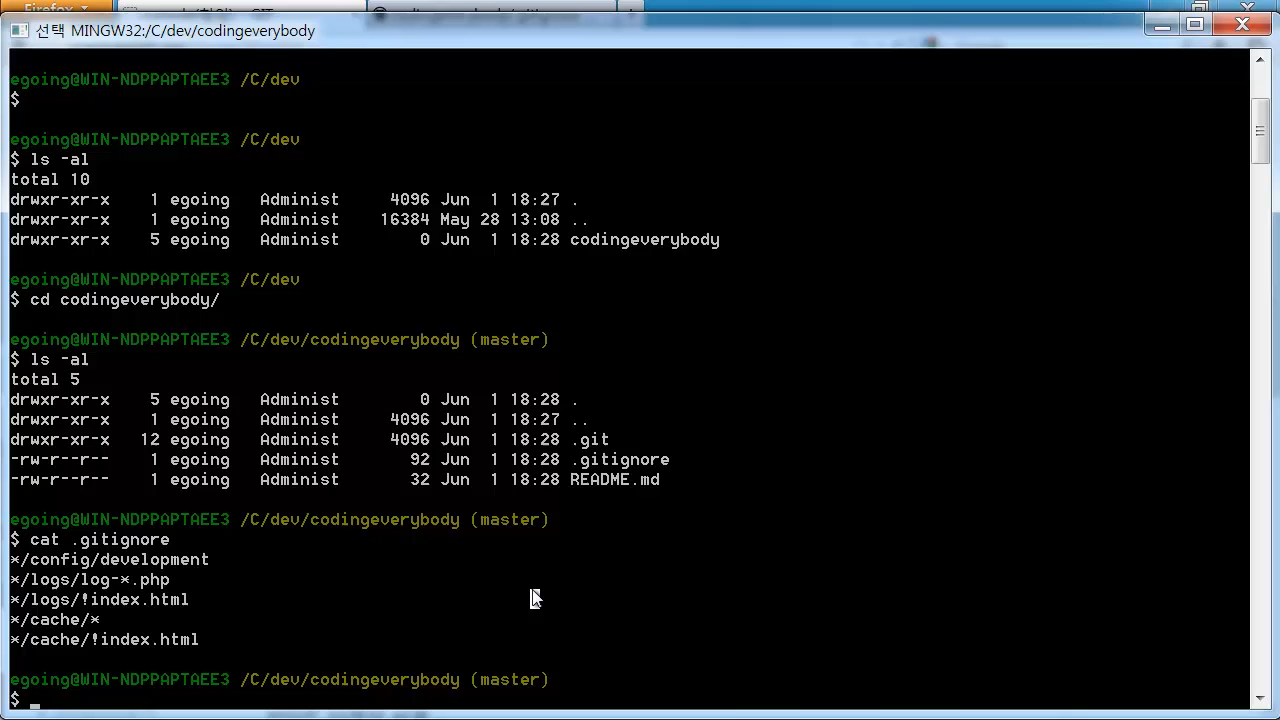 Firefox
선택 MINGW32:/C/dev/codingeverybody
egoing@WIN-NDPPAPTAEE3 /C/dev
$
egoing@WIN-NDPPAPTAEE3 /C/dev
$ ls -al
total 10
drwxr-xr-x    1 egoing   Administ     4096 Jun  1 18:27 .
drwxr-xr-x    1 egoing   Administ    16384 May 28 13:08 ..
drwxr-xr-x    5 egoing   Administ        0 Jun  1 18:28 codingeverybody
egoing@WIN-NDPPAPTAEE3 /C/dev
$ cd codingeverybody/
egoing@WIN-NDPPAPTAEE3 /C/dev/codingeverybody (master)
$ ls -al
total 5
drwxr-xr-x    5 egoing   Administ        0 Jun  1 18:28 .
drwxr-xr-x    1 egoing   Administ     4096 Jun  1 18:27 ..
drwxr-xr-x   12 egoing   Administ     4096 Jun  1 18:28 .git
-rw-r--r--    1 egoing   Administ       92 Jun  1 18:28 .gitignore
-rw-r--r--    1 egoing   Administ       32 Jun  1 18:28 README.md
egoing@WIN-NDPPAPTAEE3 /C/dev/codingeverybody (master)
$ cat .gitignore
*/config/development
*/logs/log-*.php
*/logs/!index.html
*/cache/*
*/cache/!index.html
egoing@WIN-NDPPAPTAEE3 /C/dev/codingeverybody (master)
$